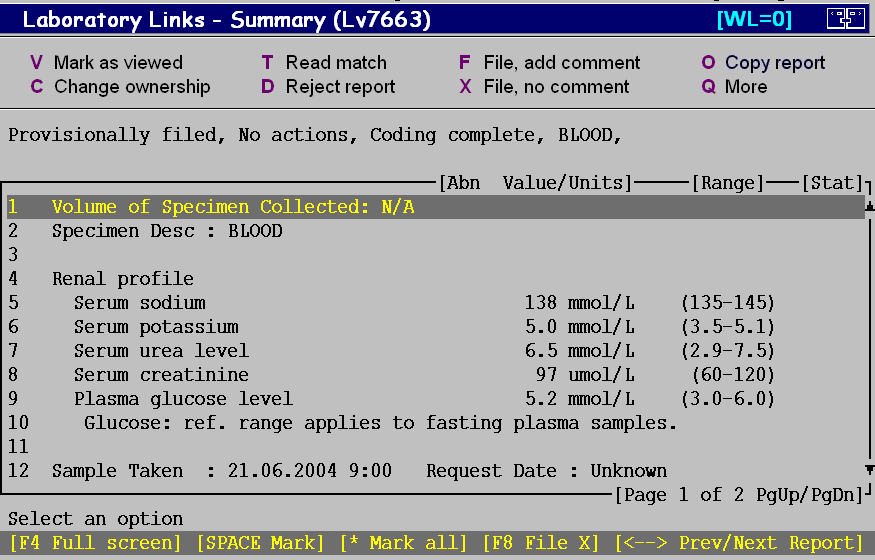 Laboratory Links - Summary (Lv7663) [WL=0]
V Mark as viewed T Read match F File, add comment O Copy report
C Change ownership D Reject report X File, no comment Q More
Provisionally filed, No actions, Coding complete, BLOOD,
[Abn Value/Units] [Range] [Stat]
1 Volume of Specimen Collected: N/A
2 Specimen Desc : BLOOD
3
4 Renal profile
5 Serum sodium 138 mmol/L (135-145)
6 Serum potassium 5.0 mmol/L (3.5-5.1)
7 Serum urea level 6.5 mmol/L (2.9-7.5)
8 Serum creatinine 97 umol/L (60-120)
9 Plasma glucose level 5.2 mmol/L (3.0-6.0)
10 Glucose: ref. range applies to fasting plasma samples.
11
12 Sample Taken : 21.06.2004 9:00 Request Date : Unknown
[Page 1 of 2 PgUp/PgDn]
Select an option
[F4 Full screen] [SPACE Mark] [* Mark all] [F8 File X] [<--> Prev/Next Report]